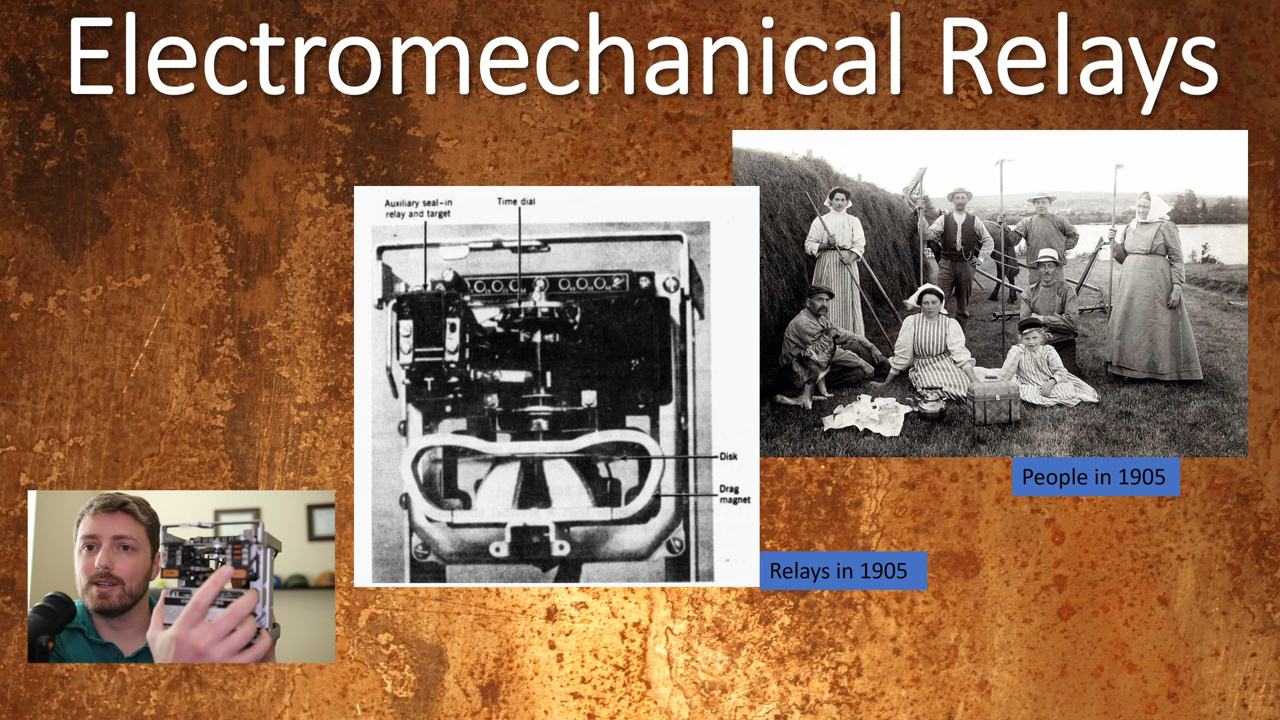 Electromechanical Relays
Auxiliary seal-in
relay and target
Time dial
Disk
Drag
magnet
People in 1905
Relays in 1905